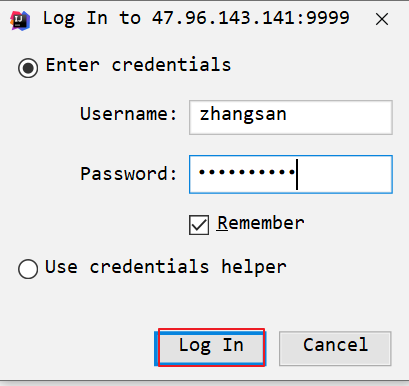 Log In to 47.96.143.141:9999
Enter credentials
Username: zhangsan
Password: ••••••••••
Remember
Use credentials helper
Log In Cancel